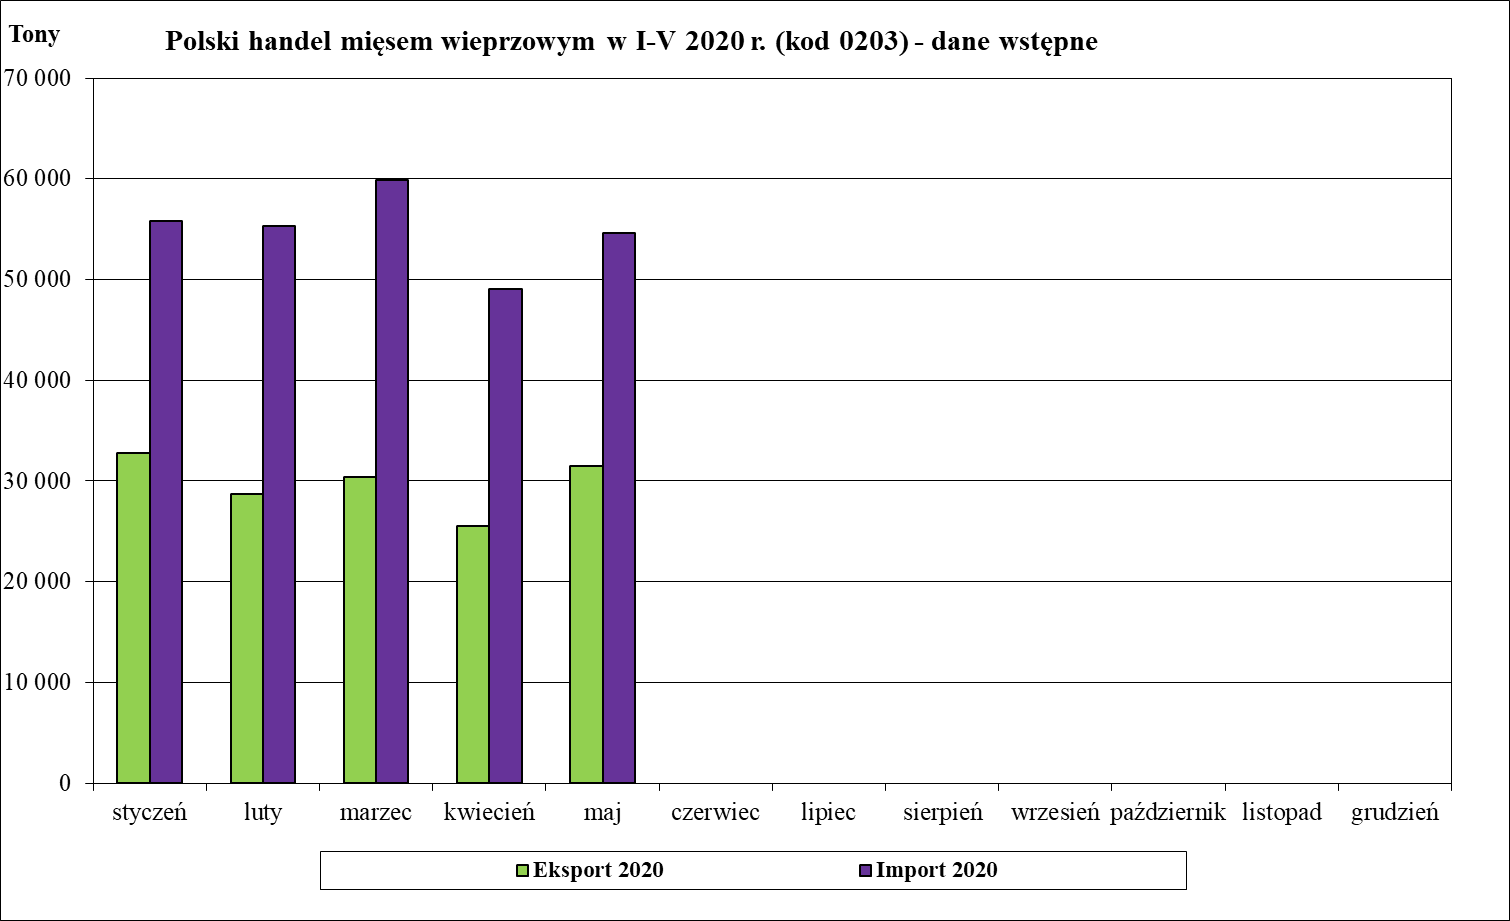 Tony
Polski handel mięsem wieprzowym w I-V 2020 r. (kod 0203) - dane wstępne
70 000
60 000
50 000
40 000
30 000
20 000
10 000
0
styczeń luty marzec kwiecień maj czerwiec lipiec sierpień wrzesień październik listopad grudzień
Eksport 2020 Import 2020